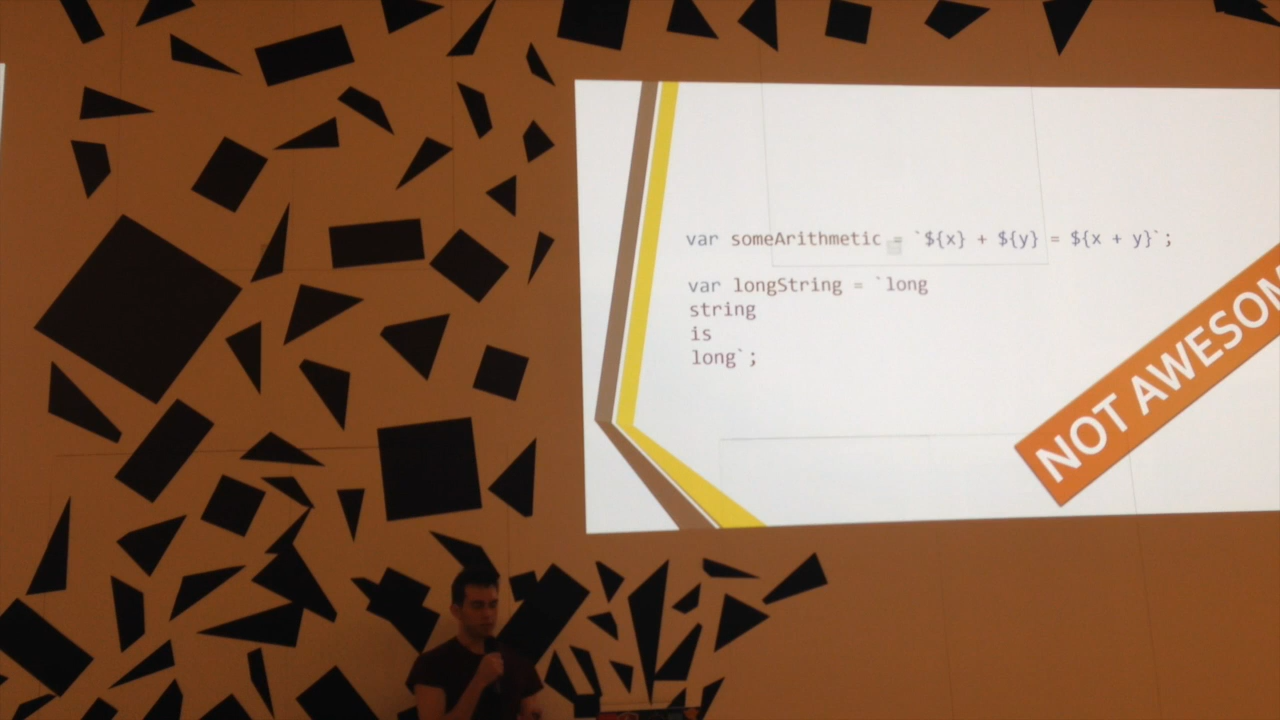 var someArithmetic = `${x} + ${y} = ${x + y}`;
var longString = `long
string
is
long`;
NOT AWESOM